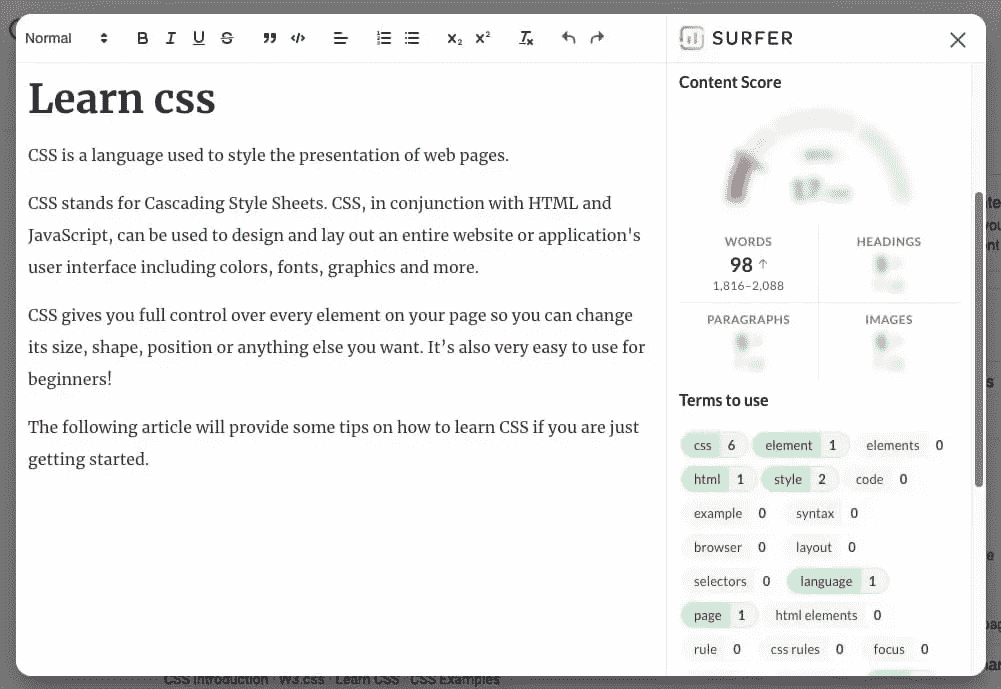 Normal
SURFER
Learn css
CSS is a language used to style the presentation of web pages.
CSS stands for Cascading Style Sheets. CSS, in conjunction with HTML and
JavaScript, can be used to design and lay out an entire website or application's
user interface including colors, fonts, graphics and more.
CSS gives you full control over every element on your page so you can change
its size, shape, position or anything else you want. It’s also very easy to use for
beginners!
The following article will provide some tips on how to learn CSS if you are just
getting started.
Content Score
WORDS HEADINGS
98 ↑
1,816–2,088
PARAGRAPHS IMAGES
Terms to use
css 6 element 1 elements 0
html 1 style 2 code 0
example 0 syntax 0
browser 0 layout 0
selectors 0 language 1
page 1 html elements 0
rule 0 css rules 0 focus 0
CSS Introduction · W3.css · Learn CSS · CSS Examples